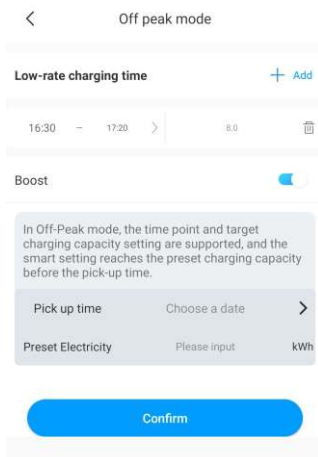 Off peak mode
Low-rate charging time + Add
16:30 – 17:20 6.0
Boost
In Off-Peak mode, the time point and target
charging capacity setting are supported, and the
smart setting reaches the preset charging capacity
before the pick-up time.
Pick up time Choose a date
Preset Electricity Please input kWh
Confirm